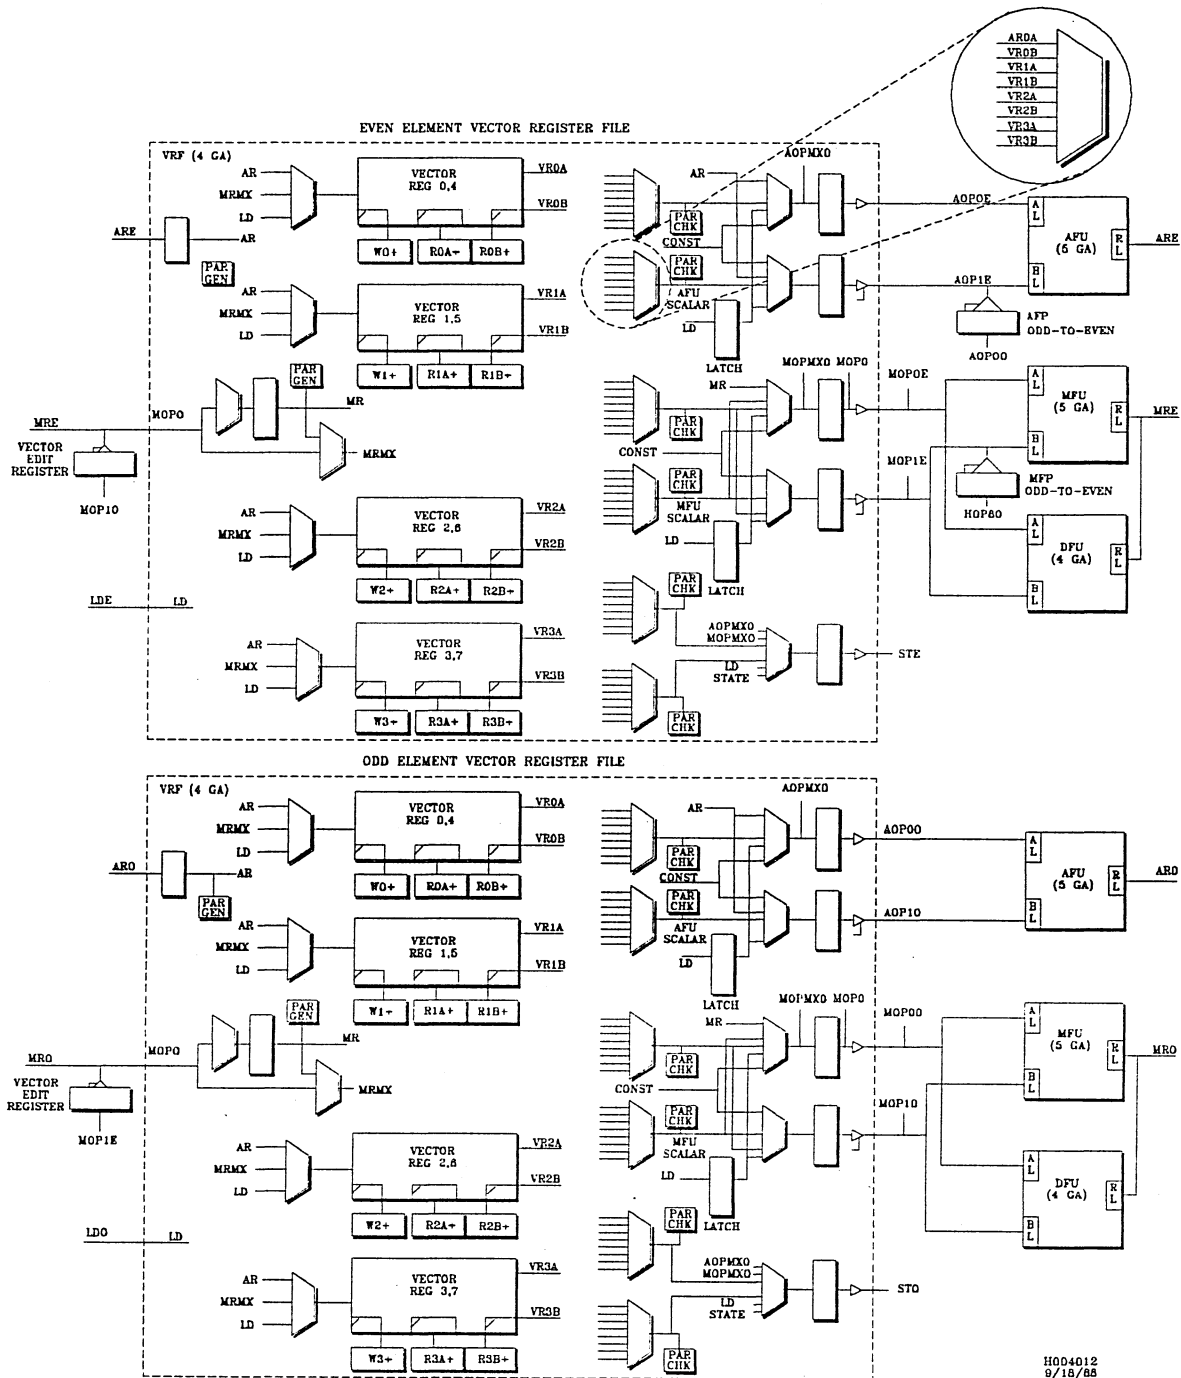 AR0A
VR0B
VR1A
VR1B
VR2A
VR2B
VR3A
VR3B
EVEN ELEMENT VECTOR REGISTER FILE
VRF (4 GA)
AR
MRMX
LD
VECTOR
REG 0,4
VR0A
VR0B
W0+
R0A+
R0B+
ARE
AR
PAR
GEN
AR
MRMX
LD
VECTOR
REG 1,5
VR1A
VR1B
W1+
R1A+
R1B+
MRE
MOP0
VECTOR
EDIT
REGISTER
MOP1O
PAR
GEN
MR
MRMX
AR
MRMX
LD
VECTOR
REG 2,6
VR2A
VR2B
W2+
R2A+
R2B+
LDE
LD
AR
MRMX
LD
VECTOR
REG 3,7
VR3A
VR3B
W3+
R3A+
R3B+
AR
AOPMX0
PAR
CHK
CONST
PAR
CHK
AFU
SCALAR
LD
LATCH
AOP0E
AOP1E
A
L
B
L
AFU
(5 GA)
R
L
ARE
AFP
ODD-TO-EVEN
AOP0O
MR
MOPMX0
MOP0
PAR
CHK
CONST
PAR
CHK
MFU
SCALAR
LD
LATCH
MOP0E
MOP1E
A
L
B
L
MFU
(5 GA)
R
L
MRE
MFP
ODD-TO-EVEN
A
L
B
L
DFU
(4 GA)
R
L
PAR
CHK
AOPMX0
MOPMX0
LD
STATE
PAR
CHK
STE
ODD ELEMENT VECTOR REGISTER FILE
VRF (4 GA)
AR
MRMX
LD
VECTOR
REG 0,4
VR0A
VR0B
W0+
R0A+
R0B+
ARO
AR
PAR
GEN
AR
MRMX
LD
VECTOR
REG 1,5
VR1A
VR1B
W1+
R1A+
R1B+
MRO
MOP0
VECTOR
EDIT
REGISTER
MOP1E
PAR
GEN
MR
MRMX
AR
MRMX
LD
VECTOR
REG 2,6
VR2A
VR2B
W2+
R2A+
R2B+
LDO
LD
AR
MRMX
LD
VECTOR
REG 3,7
VR3A
VR3B
W3+
R3A+
R3B+
AR
AOPMX0
PAR
CHK
CONST
PAR
CHK
AFU
SCALAR
LD
LATCH
AOP0O
AOP1O
A
L
B
L
AFU
(5 GA)
R
L
ARO
MR
MOPMX0
MOP0
PAR
CHK
CONST
PAR
CHK
MFU
SCALAR
LD
LATCH
MOP0O
MOP1O
A
L
B
L
MFU
(5 GA)
R
L
MRO
A
L
B
L
DFU
(4 GA)
R
L
PAR
CHK
AOPMX0
MOPMX0
LD
STATE
PAR
CHK
STO
H004012
9/18/88